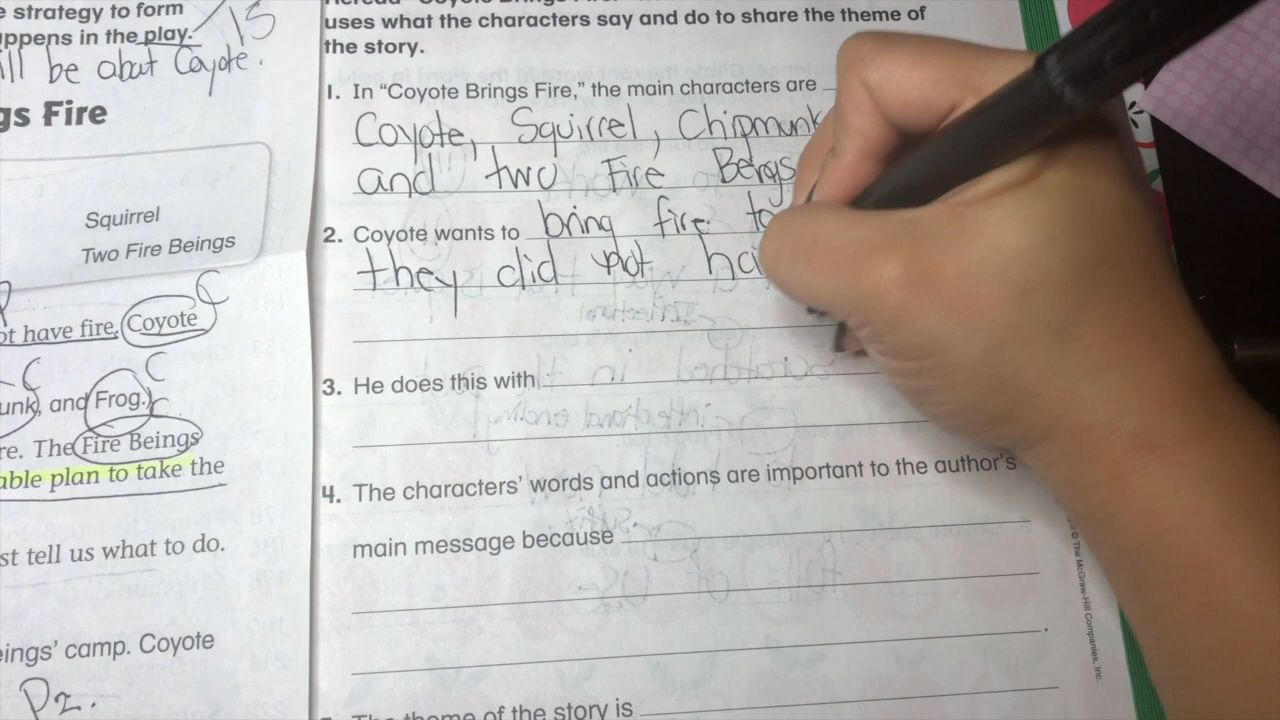 e strategy to form
appens in the play. 15
ill be abut Coyote.
gs Fire
Squirrel
Two Fire Beings
ot have fire. Coyote C
C C
unk, and Frog. C
re. The Fire Beings
able plan to take the
st tell us what to do.
eings' camp. Coyote
P2.
uses what the characters say and do to share the theme of
the story.
1. In "Coyote Brings Fire," the main characters are
Coyote, Squirrel, Chipmunk
and two Fire Beings
2. Coyote wants to bring fire to
they did not ha
3. He does this with
4. The characters' words and actions are important to the author's
main message because
.
theme of the story is
© The McGraw-Hill Companies, Inc.